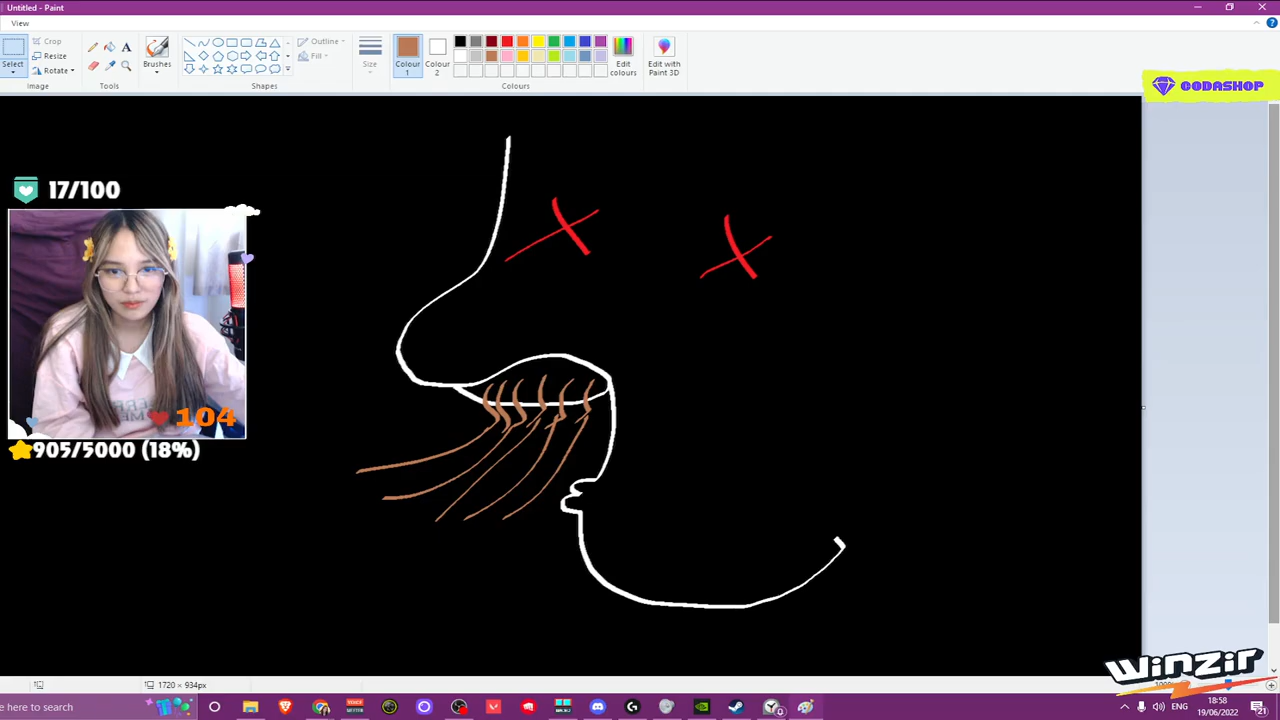 Untitled - Paint
View
Crop
Resize
Rotate
Select
Image
Tools
Brushes
Shapes
Outline
Fill
Size
Colour 1
Colour 2
Edit colours
Edit with Paint 3D
Colours
CODASHOP
17/100
104
905/5000 (18%)
WINZIR
1720 × 934px
here to search
ENG
18:58
19/06/2022
21